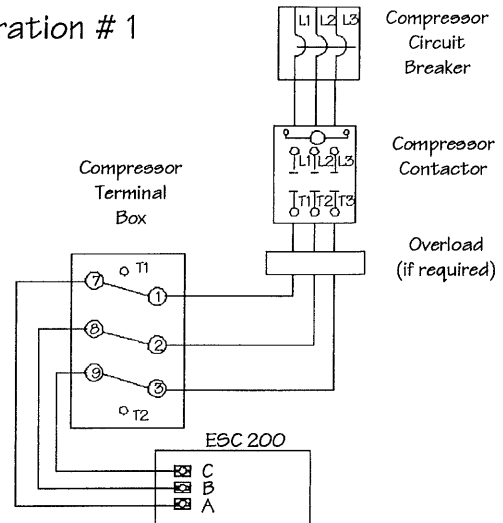 ration # 1
L1 L2 L3
Compressor
Circuit
Breaker
L1 L2 L3
T1 T2 T3
Compressor
Contactor
Compressor
Terminal
Box
Overload
(if required)
T1
7
1
8
2
9
3
T2
ESC 200
C
B
A